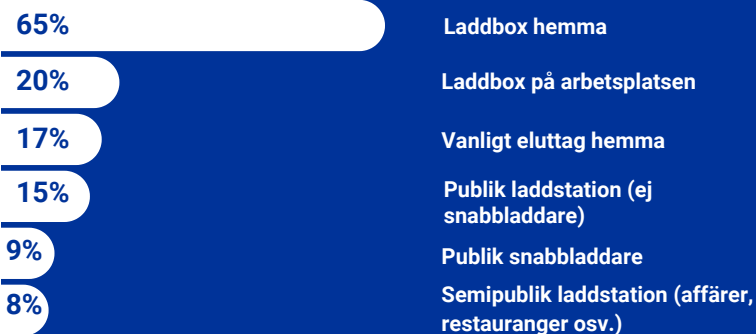 65% Laddbox hemma
20% Laddbox på arbetsplatsen
17% Vanligt eluttag hemma
15% Publik laddstation (ej
snabbladdare)
9% Publik snabbladdare
8% Semipublik laddstation (affärer,
restauranger osv.)